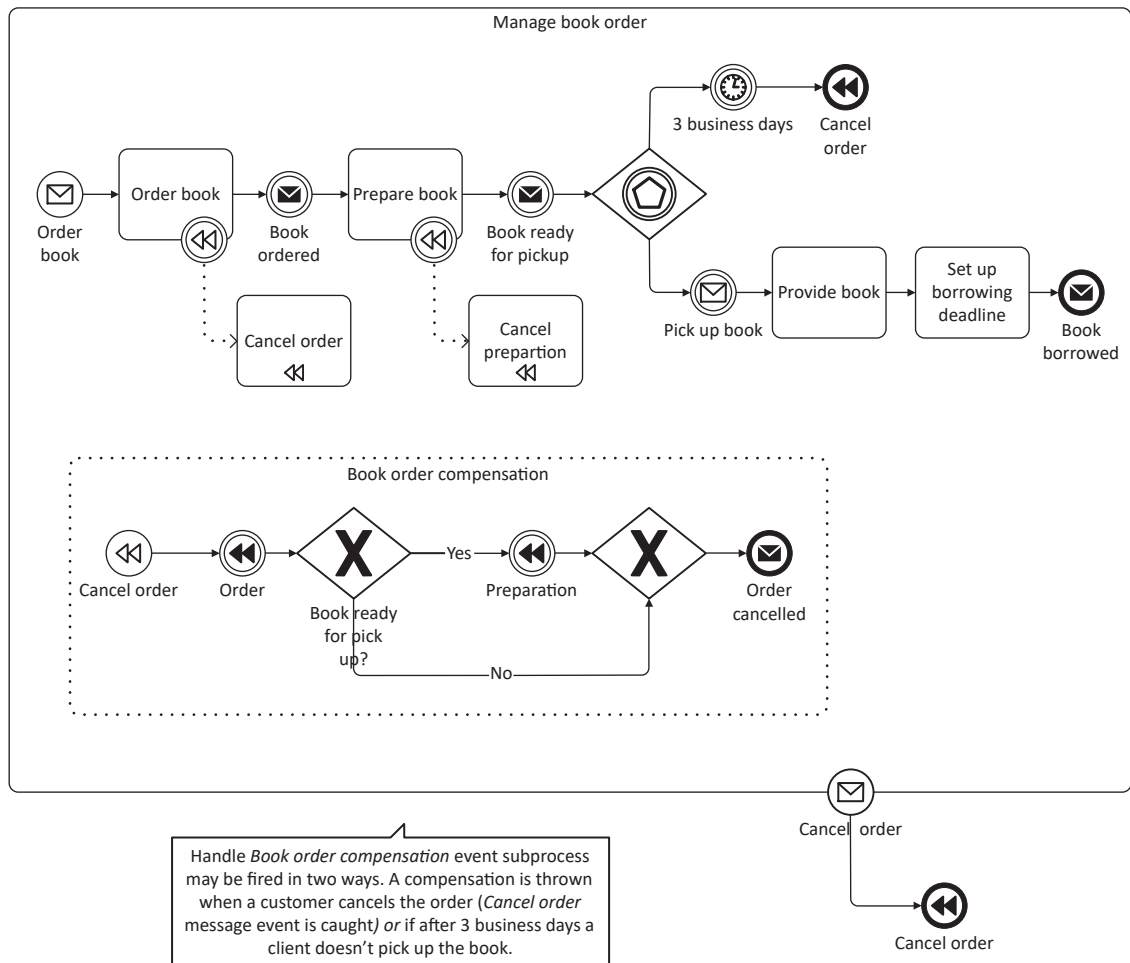 Manage book order
3 business days
Cancel
order
Order book
Prepare book
Order
book
Book
ordered
Book ready
for pickup
Cancel order
Cancel
prepartion
Pick up book
Provide book
Set up
borrowing
deadline
Book
borrowed
Book order compensation
Cancel order
Order
Book ready
for pick
up?
Yes
Preparation
Order
cancelled
No
Cancel order
Cancel order
Handle Book order compensation event subprocess
may be fired in two ways. A compensation is thrown
when a customer cancels the order (Cancel order
message event is caught) or if after 3 business days a
client doesn't pick up the book.